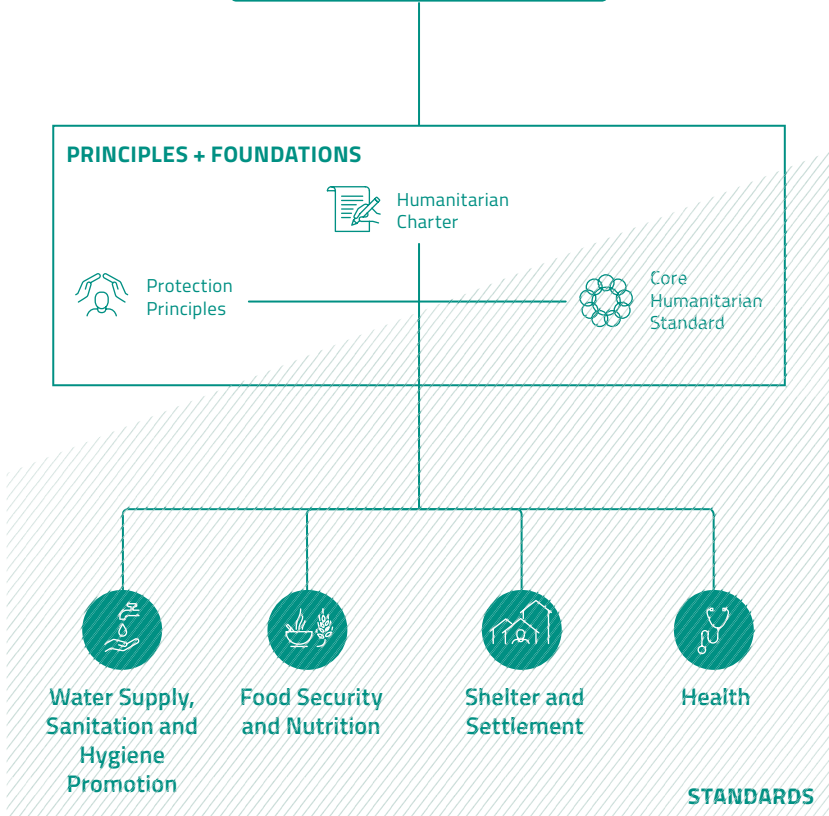 PRINCIPLES + FOUNDATIONS
Humanitarian
Charter
Protection
Principles
Core
Humanitarian
Standard
Water Supply,
Sanitation and
Hygiene
Promotion
Food Security
and Nutrition
Shelter and
Settlement
Health
STANDARDS